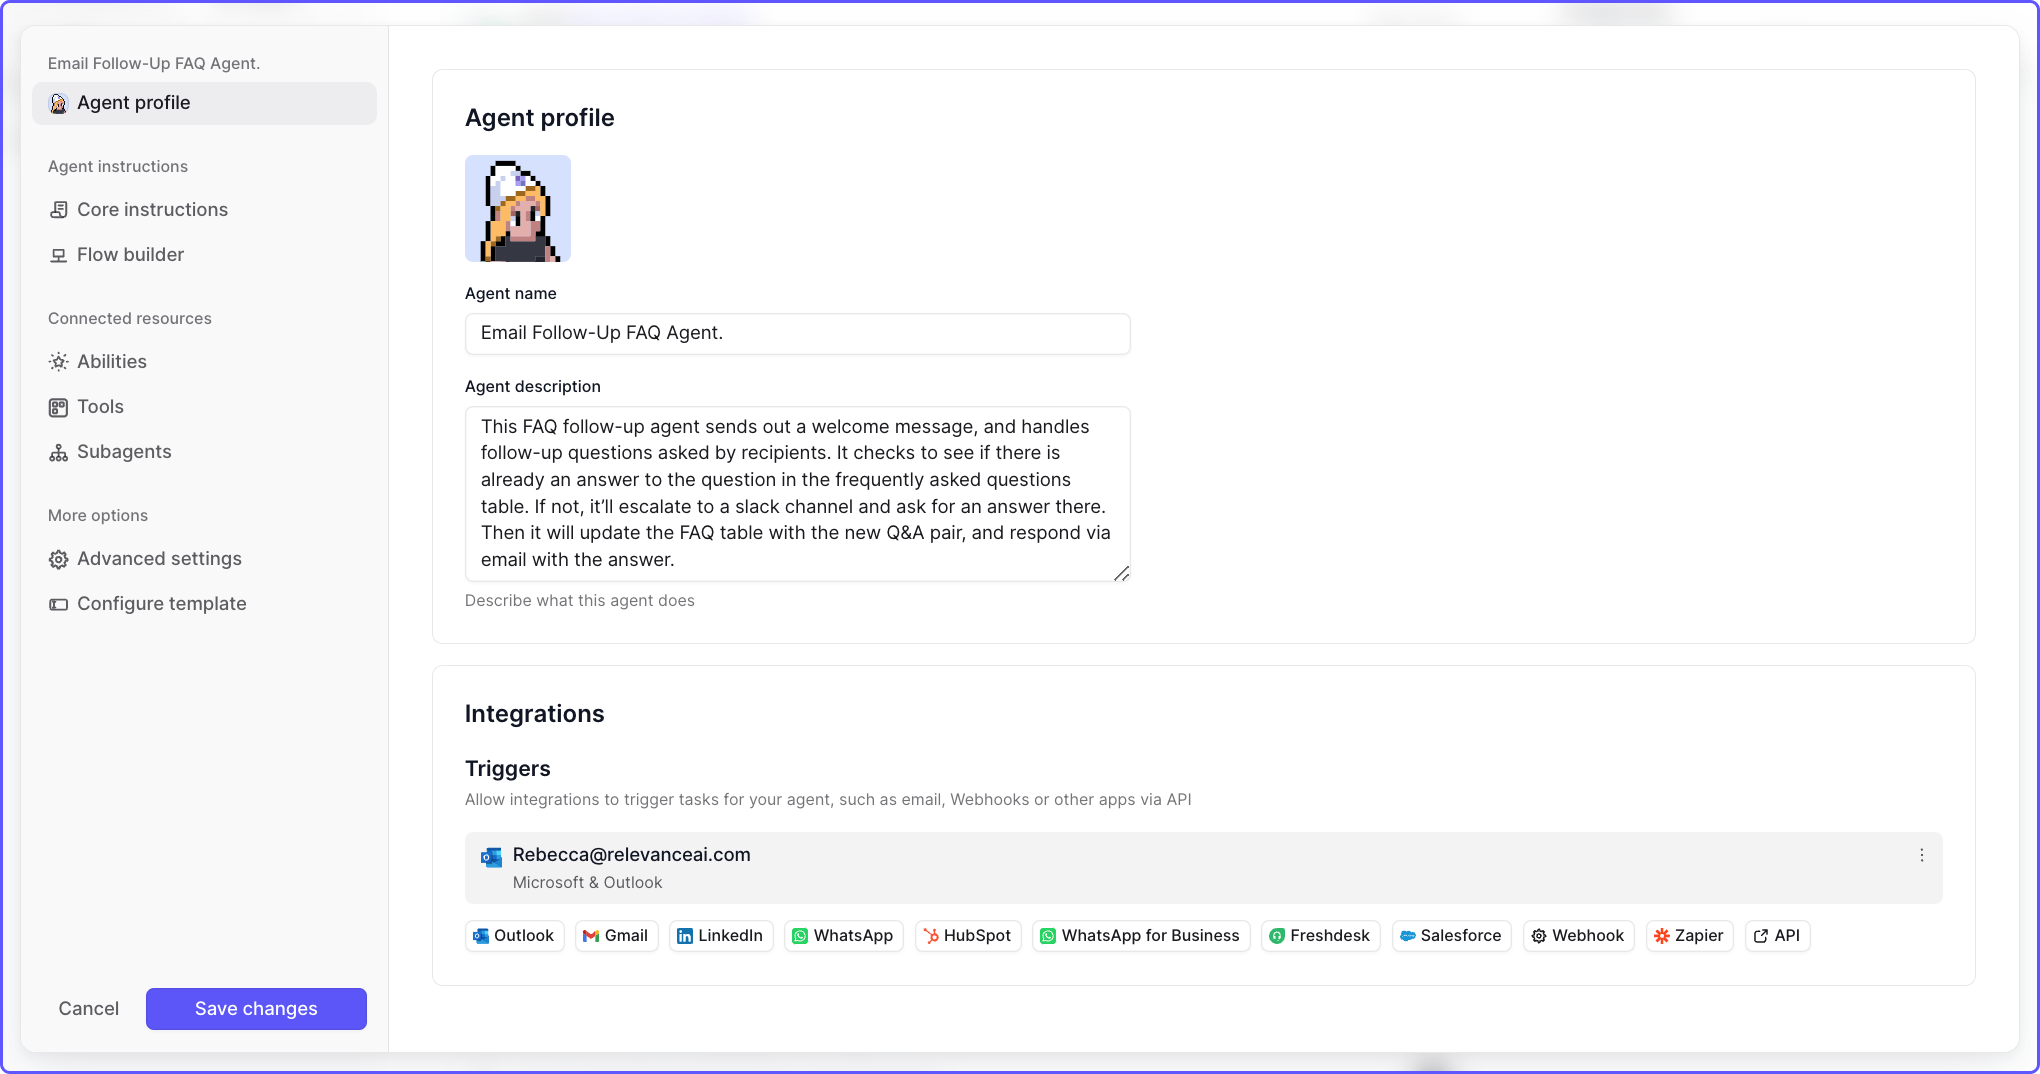 Email Follow-Up FAQ Agent.
Agent profile
Agent instructions
Core instructions
Flow builder
Connected resources
Abilities
Tools
Subagents
More options
Advanced settings
Configure template
Cancel
Save changes
Agent profile
Agent name
Email Follow-Up FAQ Agent.
Agent description
This FAQ follow-up agent sends out a welcome message, and handles
follow-up questions asked by recipients. It checks to see if there is
already an answer to the question in the frequently asked questions
table. If not, it’ll escalate to a slack channel and ask for an answer there.
Then it will update the FAQ table with the new Q&A pair, and respond via
email with the answer.
Describe what this agent does
Integrations
Triggers
Allow integrations to trigger tasks for your agent, such as email, Webhooks or other apps via API
Rebecca@relevanceai.com
Microsoft & Outlook
Outlook Gmail LinkedIn WhatsApp HubSpot WhatsApp for Business Freshdesk Salesforce Webhook Zapier API